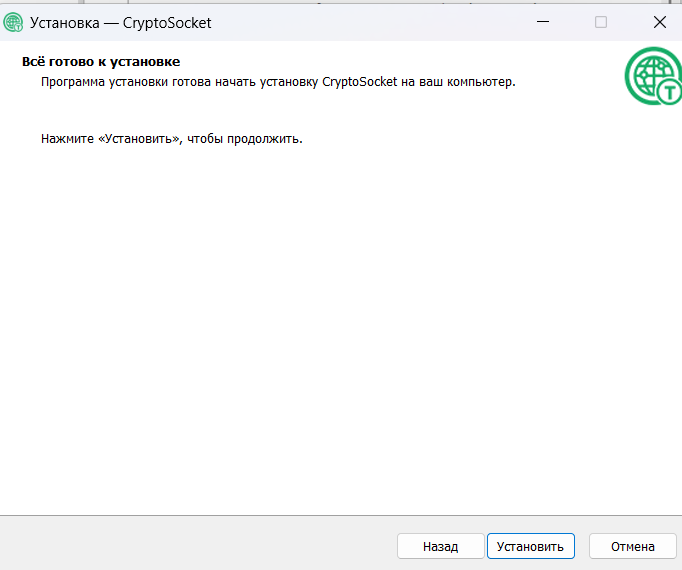 Установка — CryptoSocket
Всё готово к установке
Программа установки готова начать установку CryptoSocket на ваш компьютер.
T
Нажмите «Установить», чтобы продолжить.
Назад
Установить
Отмена